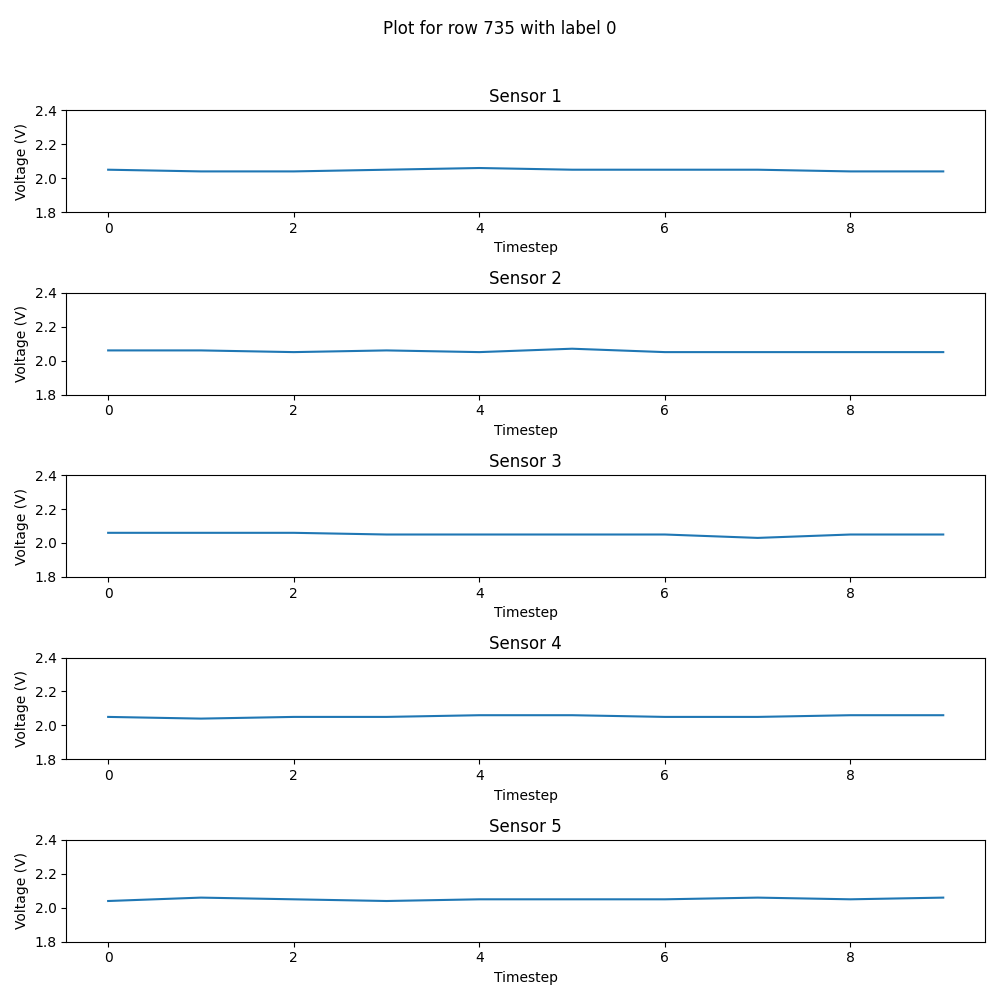 Plot for row 735 with label 0
Sensor 1
Voltage (V)
2.4
2.2
2.0
1.8
0 2 4 6 8
Timestep
Sensor 2
Voltage (V)
2.4
2.2
2.0
1.8
0 2 4 6 8
Timestep
Sensor 3
Voltage (V)
2.4
2.2
2.0
1.8
0 2 4 6 8
Timestep
Sensor 4
Voltage (V)
2.4
2.2
2.0
1.8
0 2 4 6 8
Timestep
Sensor 5
Voltage (V)
2.4
2.2
2.0
1.8
0 2 4 6 8
Timestep